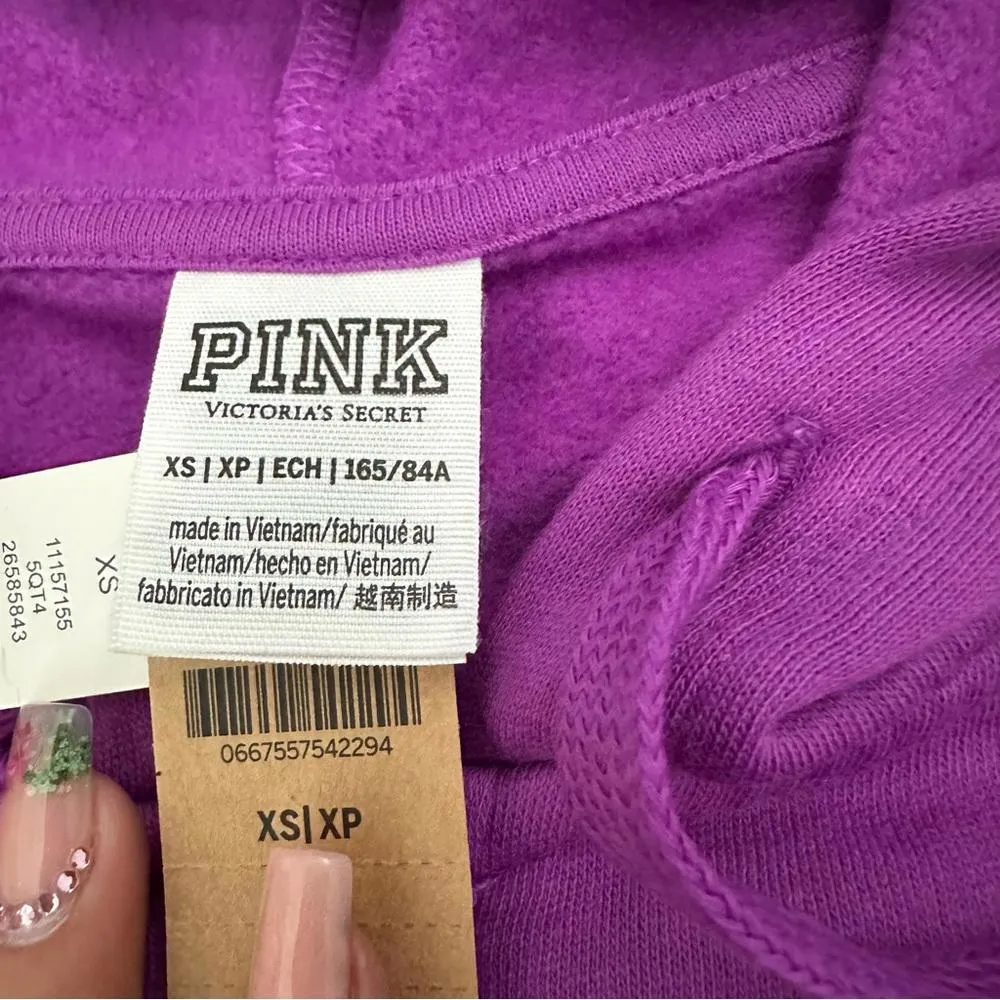 PINK
VICTORIA'S SECRET
XS | XP | ECH | 165/84A
made in Vietnam/fabriqué au
Vietnam/hecho en Vietnam/
fabbricato in Vietnam/ 越南制造
XS
11157155
5QT4
26585843
0667557542294
XS| XP